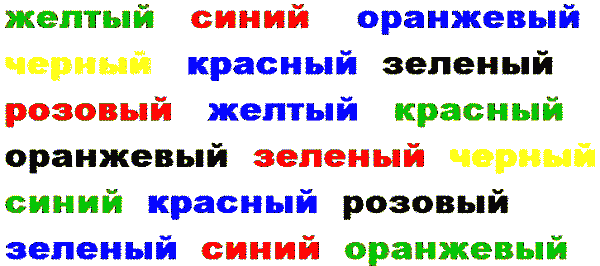 желтый синий оранжевый
черный красный зеленый
розовый желтый красный
оранжевый зеленый черный
синий красный розовый
зеленый синий оранжевый